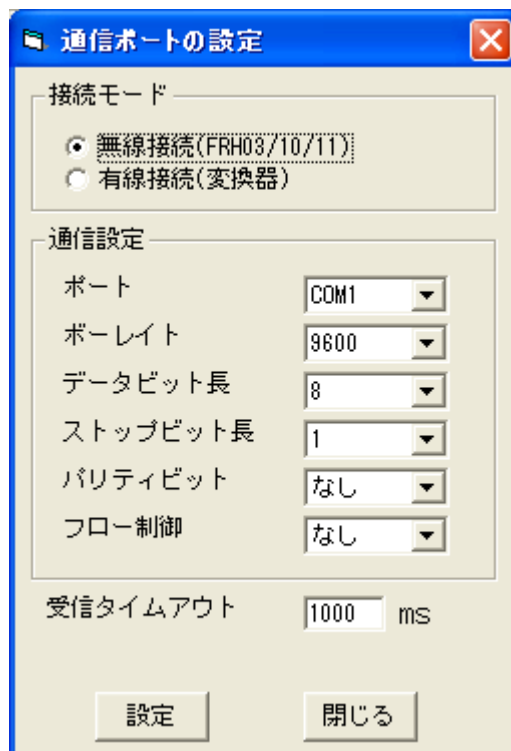 通信ポートの設定
接続モード
無線接続(FRH03/10/11)
有線接続(変換器)
通信設定
ポート COM1
ボーレイト 9600
データビット長 8
ストップビット長 1
パリティビット なし
フロー制御 なし
受信タイムアウト 1000 ms
設定 閉じる